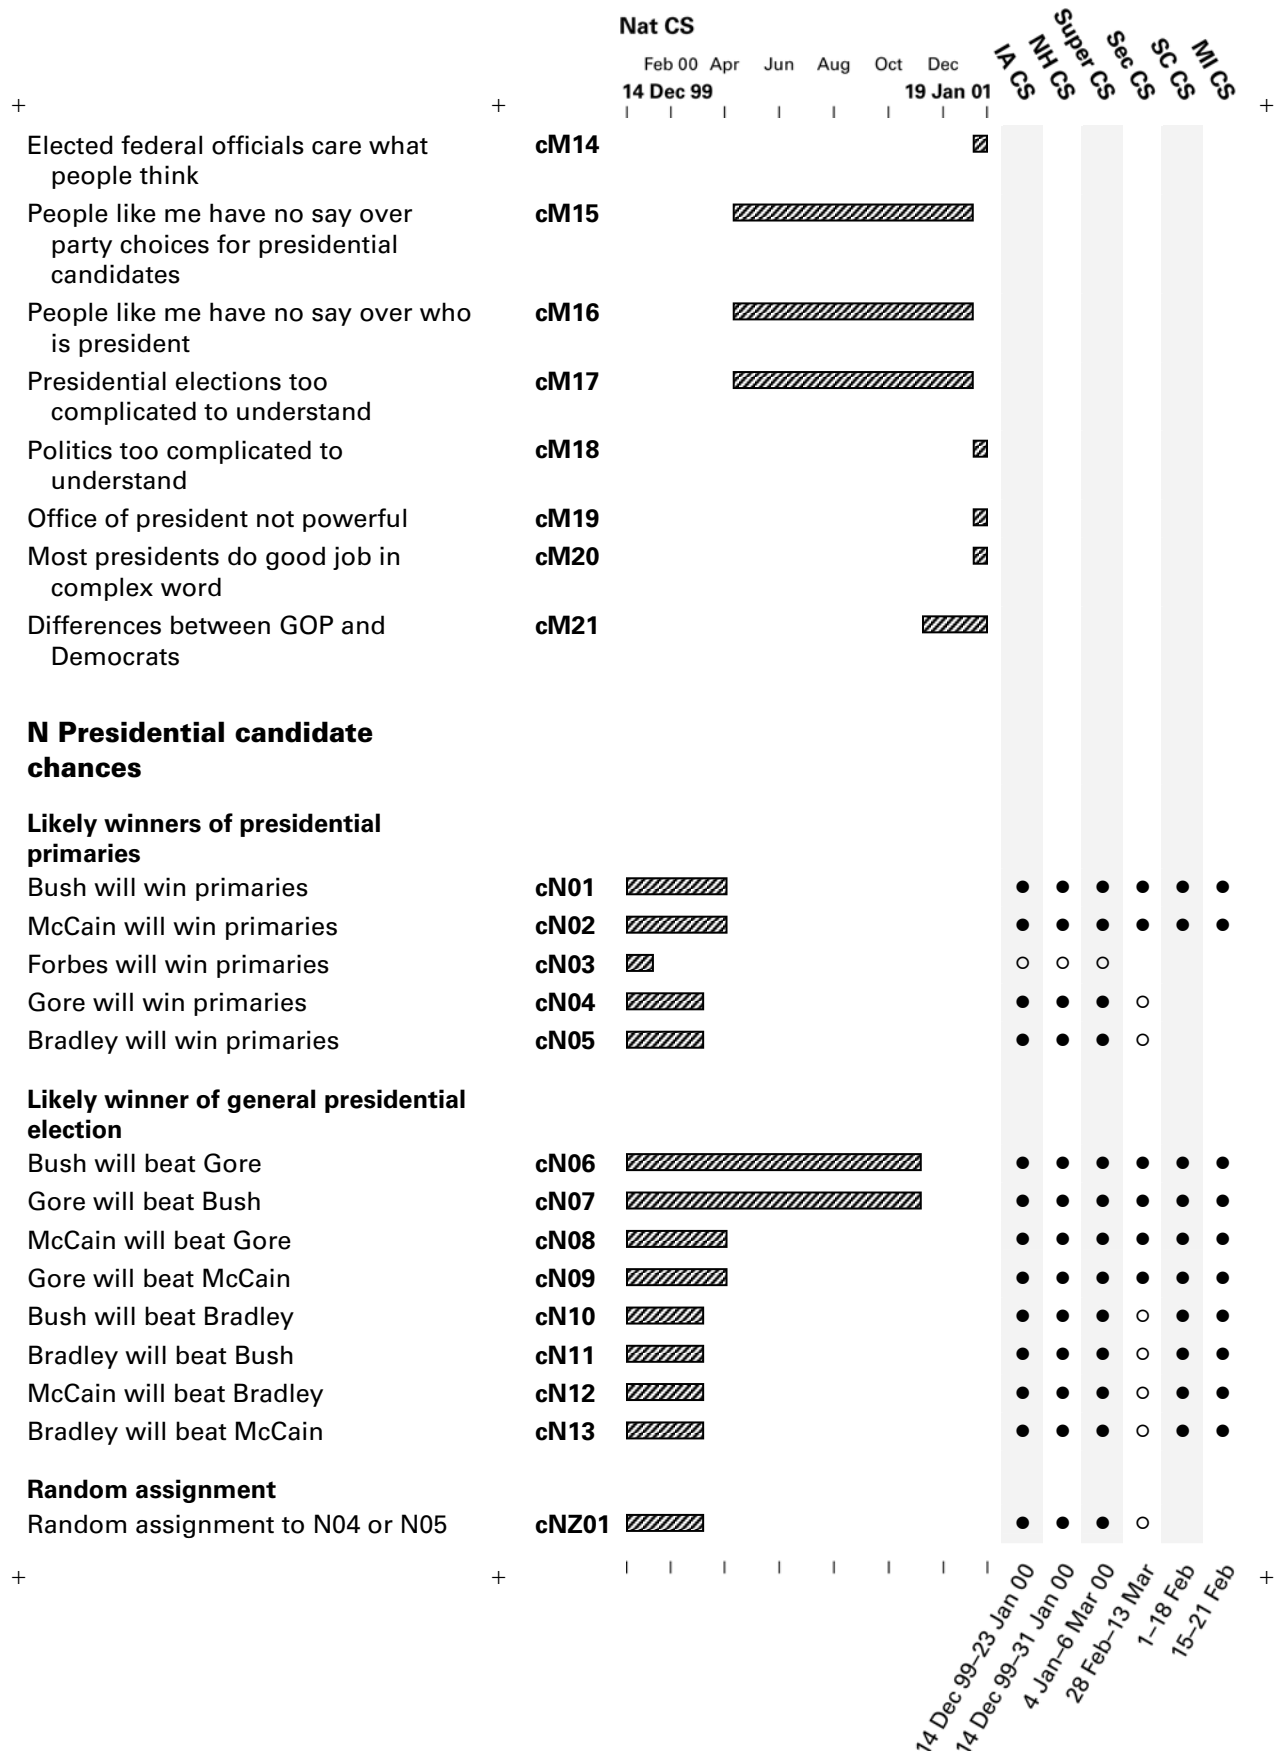 Nat CS
Feb 00 Apr Jun Aug Oct Dec
14 Dec 99 19 Jan 01
IA CS NH CS Super CS Sec CS SC CS MI CS
Elected federal officials care what cM14
people think
People like me have no say over cM15
party choices for presidential
candidates
People like me have no say over who cM16
is president
Presidential elections too cM17
complicated to understand
Politics too complicated to cM18
understand
Office of president not powerful cM19
Most presidents do good job in cM20
complex word
Differences between GOP and cM21
Democrats
N Presidential candidate
chances
Likely winners of presidential
primaries
Bush will win primaries cN01
McCain will win primaries cN02
Forbes will win primaries cN03
Gore will win primaries cN04
Bradley will win primaries cN05
Likely winner of general presidential
election
Bush will beat Gore cN06
Gore will beat Bush cN07
McCain will beat Gore cN08
Gore will beat McCain cN09
Bush will beat Bradley cN10
Bradley will beat Bush cN11
McCain will beat Bradley cN12
Bradley will beat McCain cN13
Random assignment
Random assignment to N04 or N05 cNZ01
14 Dec 99–23 Jan 00
14 Dec 99–31 Jan 00
4 Jan–6 Mar 00
28 Feb–13 Mar
1–18 Feb
15–21 Feb